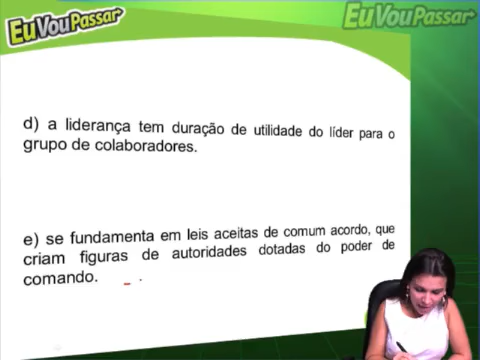 EuVouPassar
EuVouPassar
d) a liderança tem duração de utilidade do líder para o
grupo de colaboradores.
e) se fundamenta em leis aceitas de comum acordo, que
criam figuras de autoridades dotadas do poder de
comando.